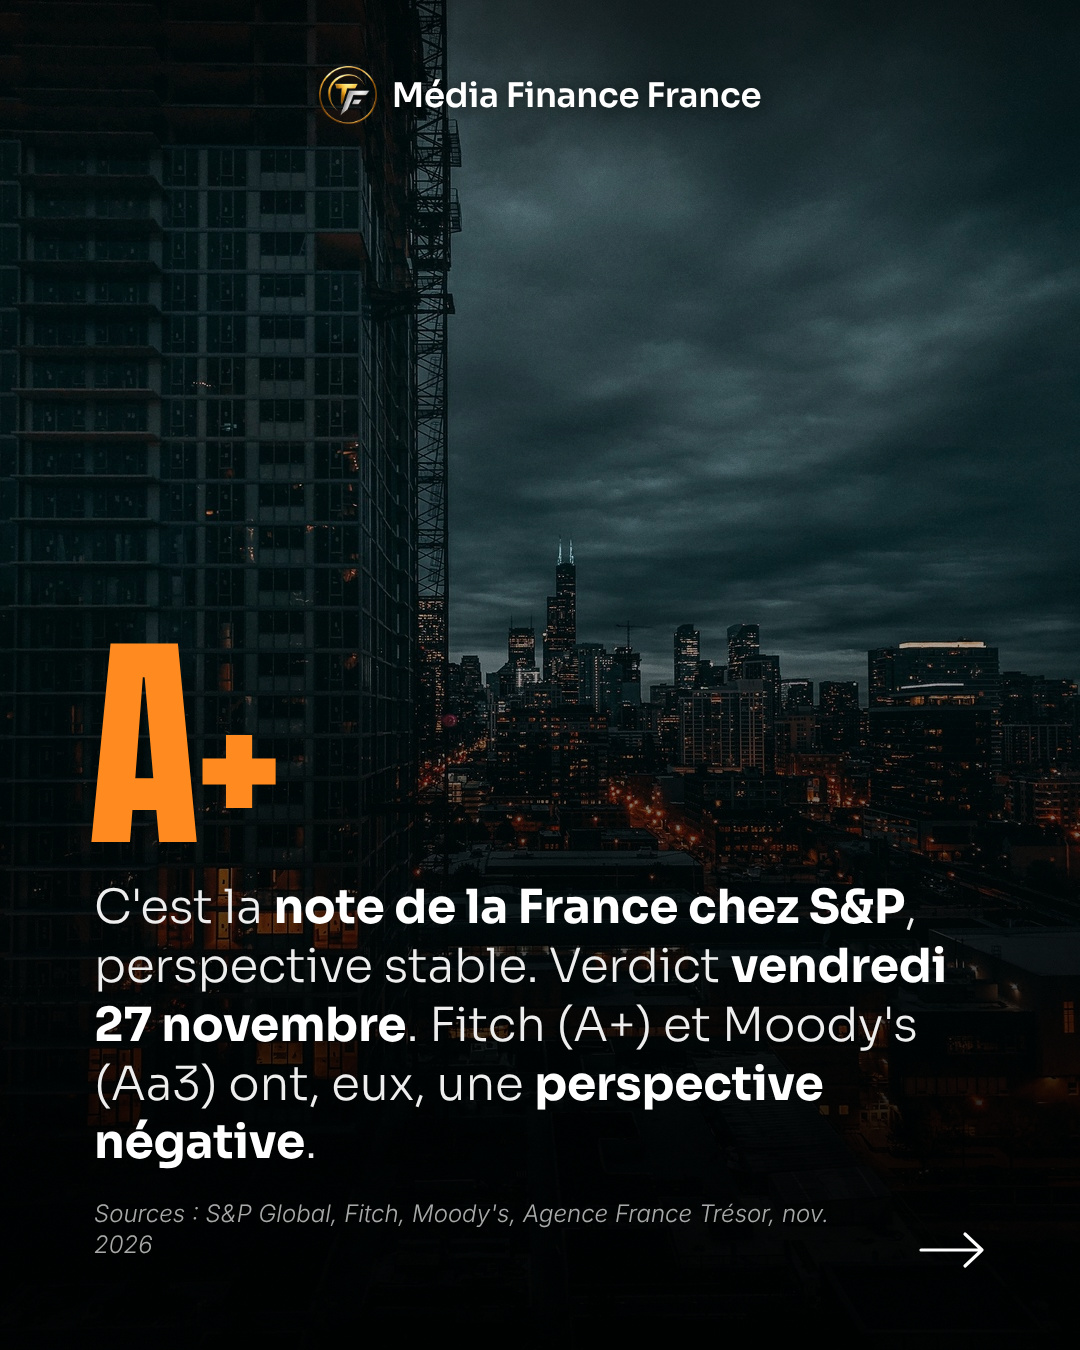 TF Média Finance France
A+
C'est la note de la France chez S&P,
perspective stable. Verdict vendredi
27 novembre. Fitch (A+) et Moody's
(Aa3) ont, eux, une perspective
négative.
Sources : S&P Global, Fitch, Moody's, Agence France Trésor, nov.
2026